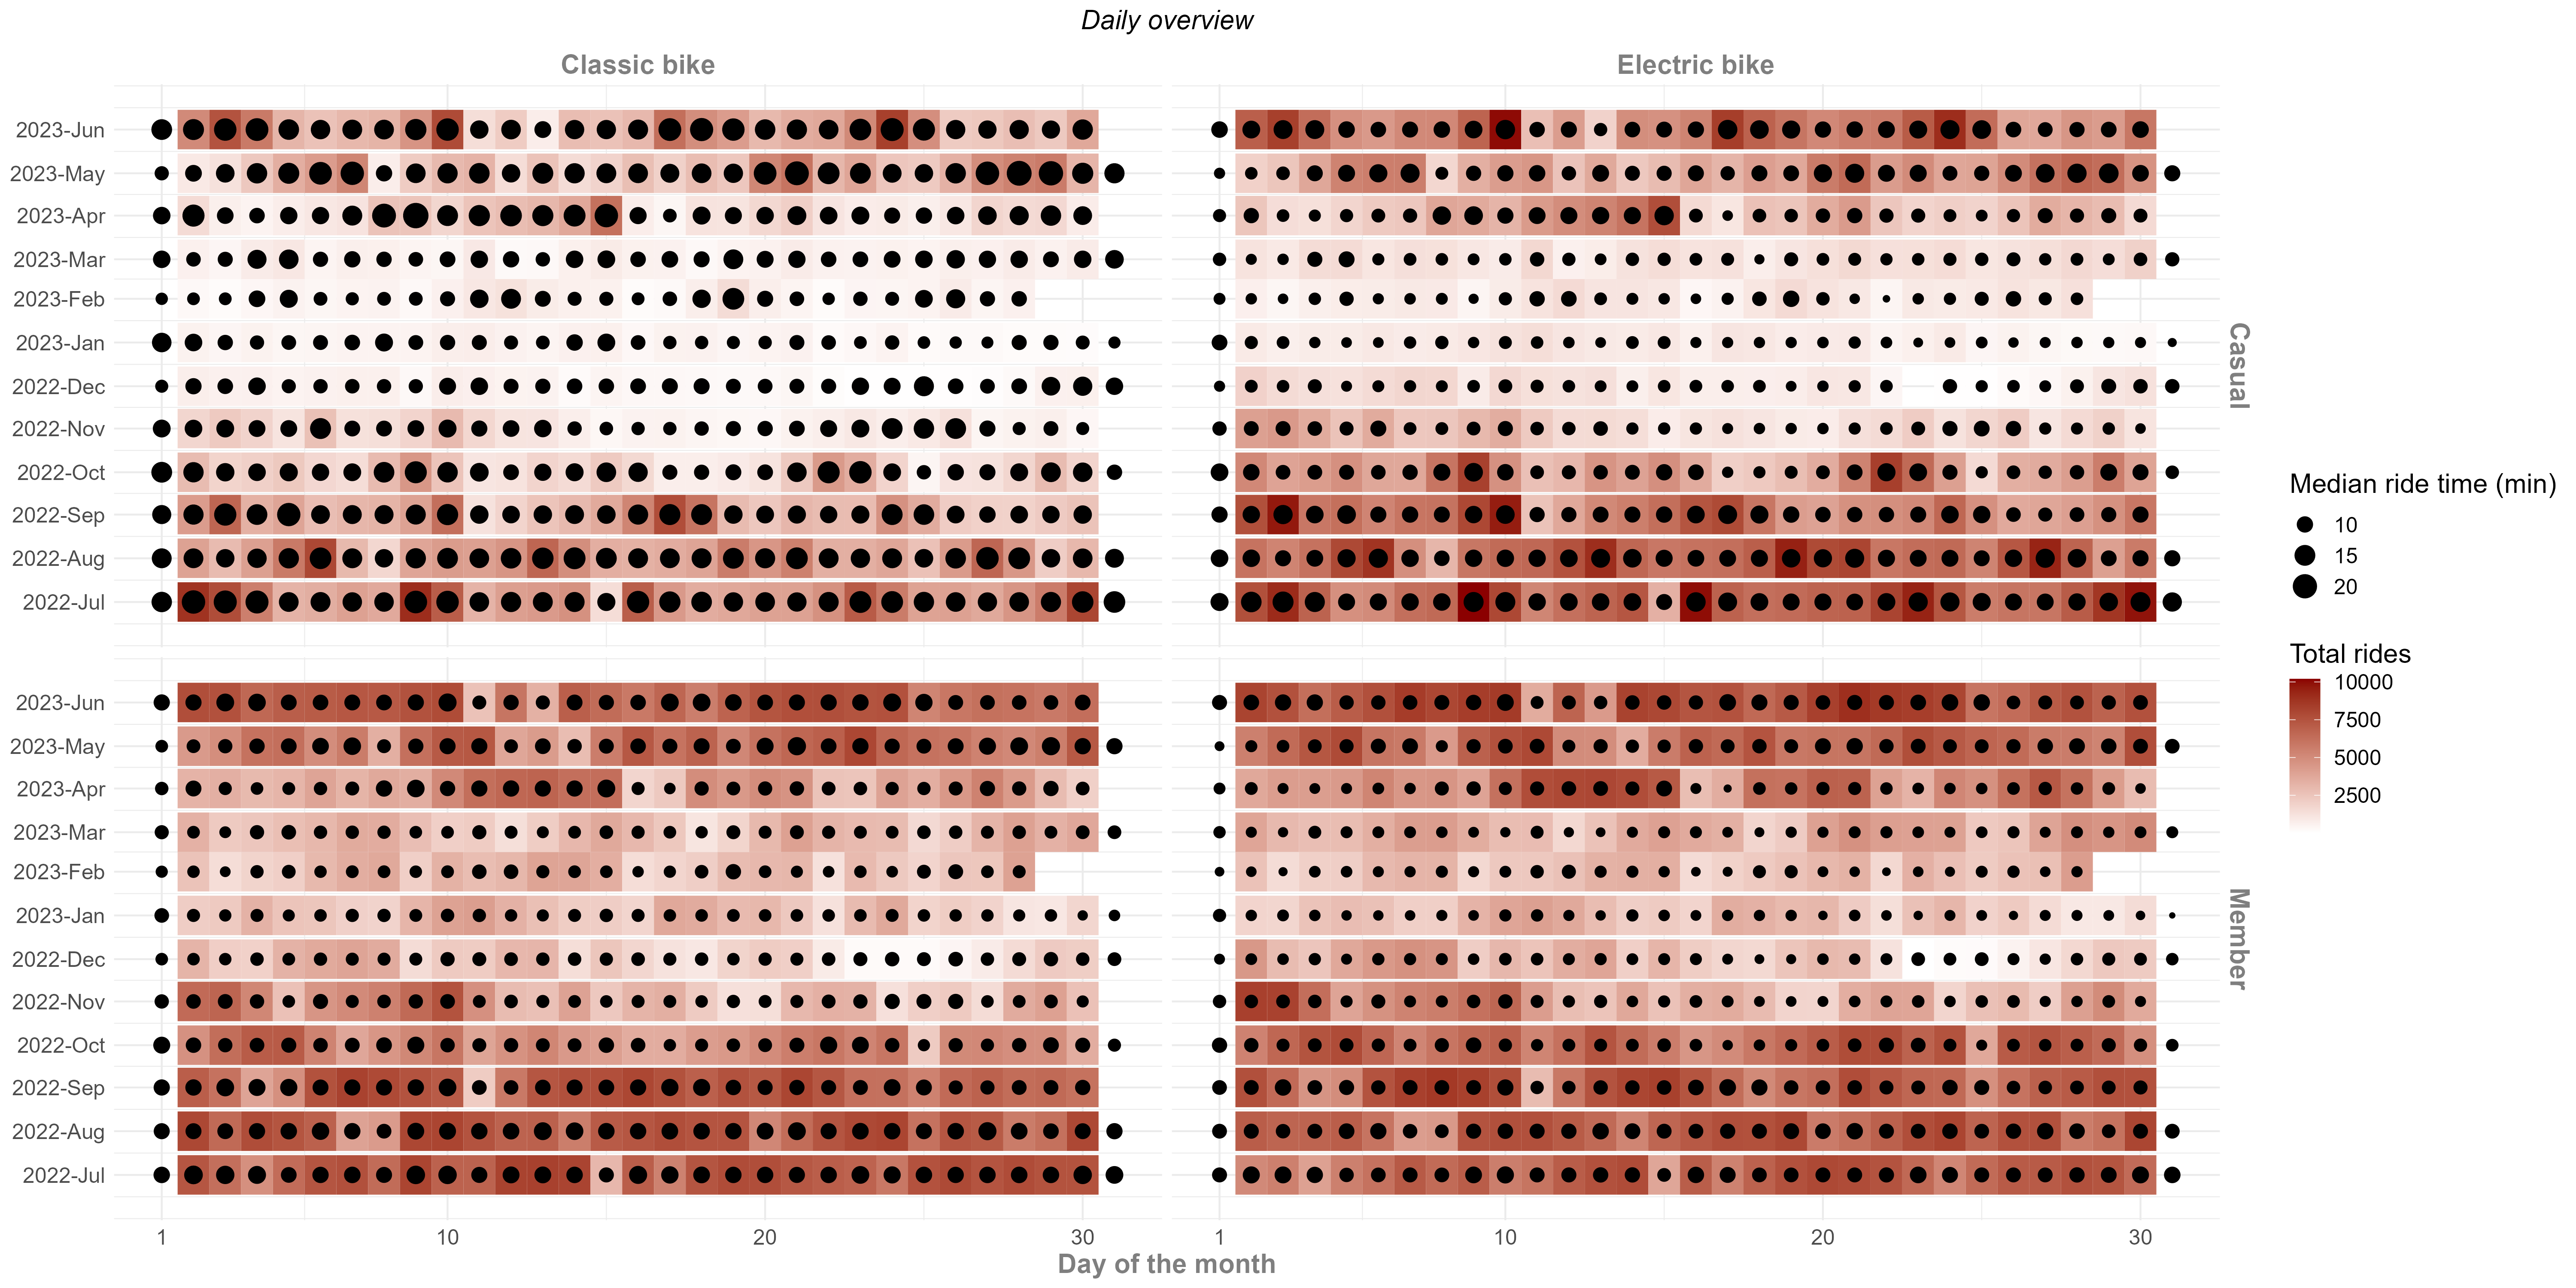 Daily overview
Classic bike
Electric bike
2023-Jun
2023-May
2023-Apr
2023-Mar
2023-Feb
2023-Jan
2022-Dec
2022-Nov
2022-Oct
2022-Sep
2022-Aug
2022-Jul
Casual
2023-Jun
2023-May
2023-Apr
2023-Mar
2023-Feb
2023-Jan
2022-Dec
2022-Nov
2022-Oct
2022-Sep
2022-Aug
2022-Jul
Member
1 10 20 30
1 10 20 30
Day of the month
Median ride time (min)
10
15
20
Total rides
10000
7500
5000
2500